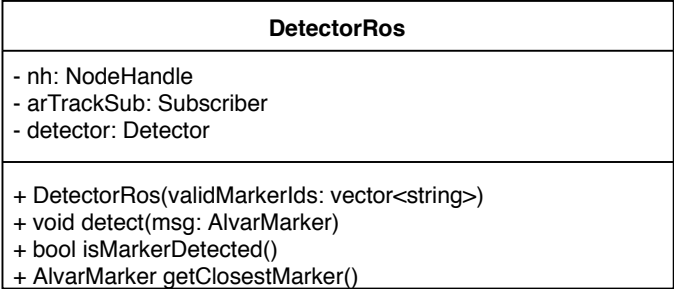 DetectorRos
- nh: NodeHandle
- arTrackSub: Subscriber
- detector: Detector
+ DetectorRos(validMarkerIds: vector<string>)
+ void detect(msg: AlvarMarker)
+ bool isMarkerDetected()
+ AlvarMarker getClosestMarker()